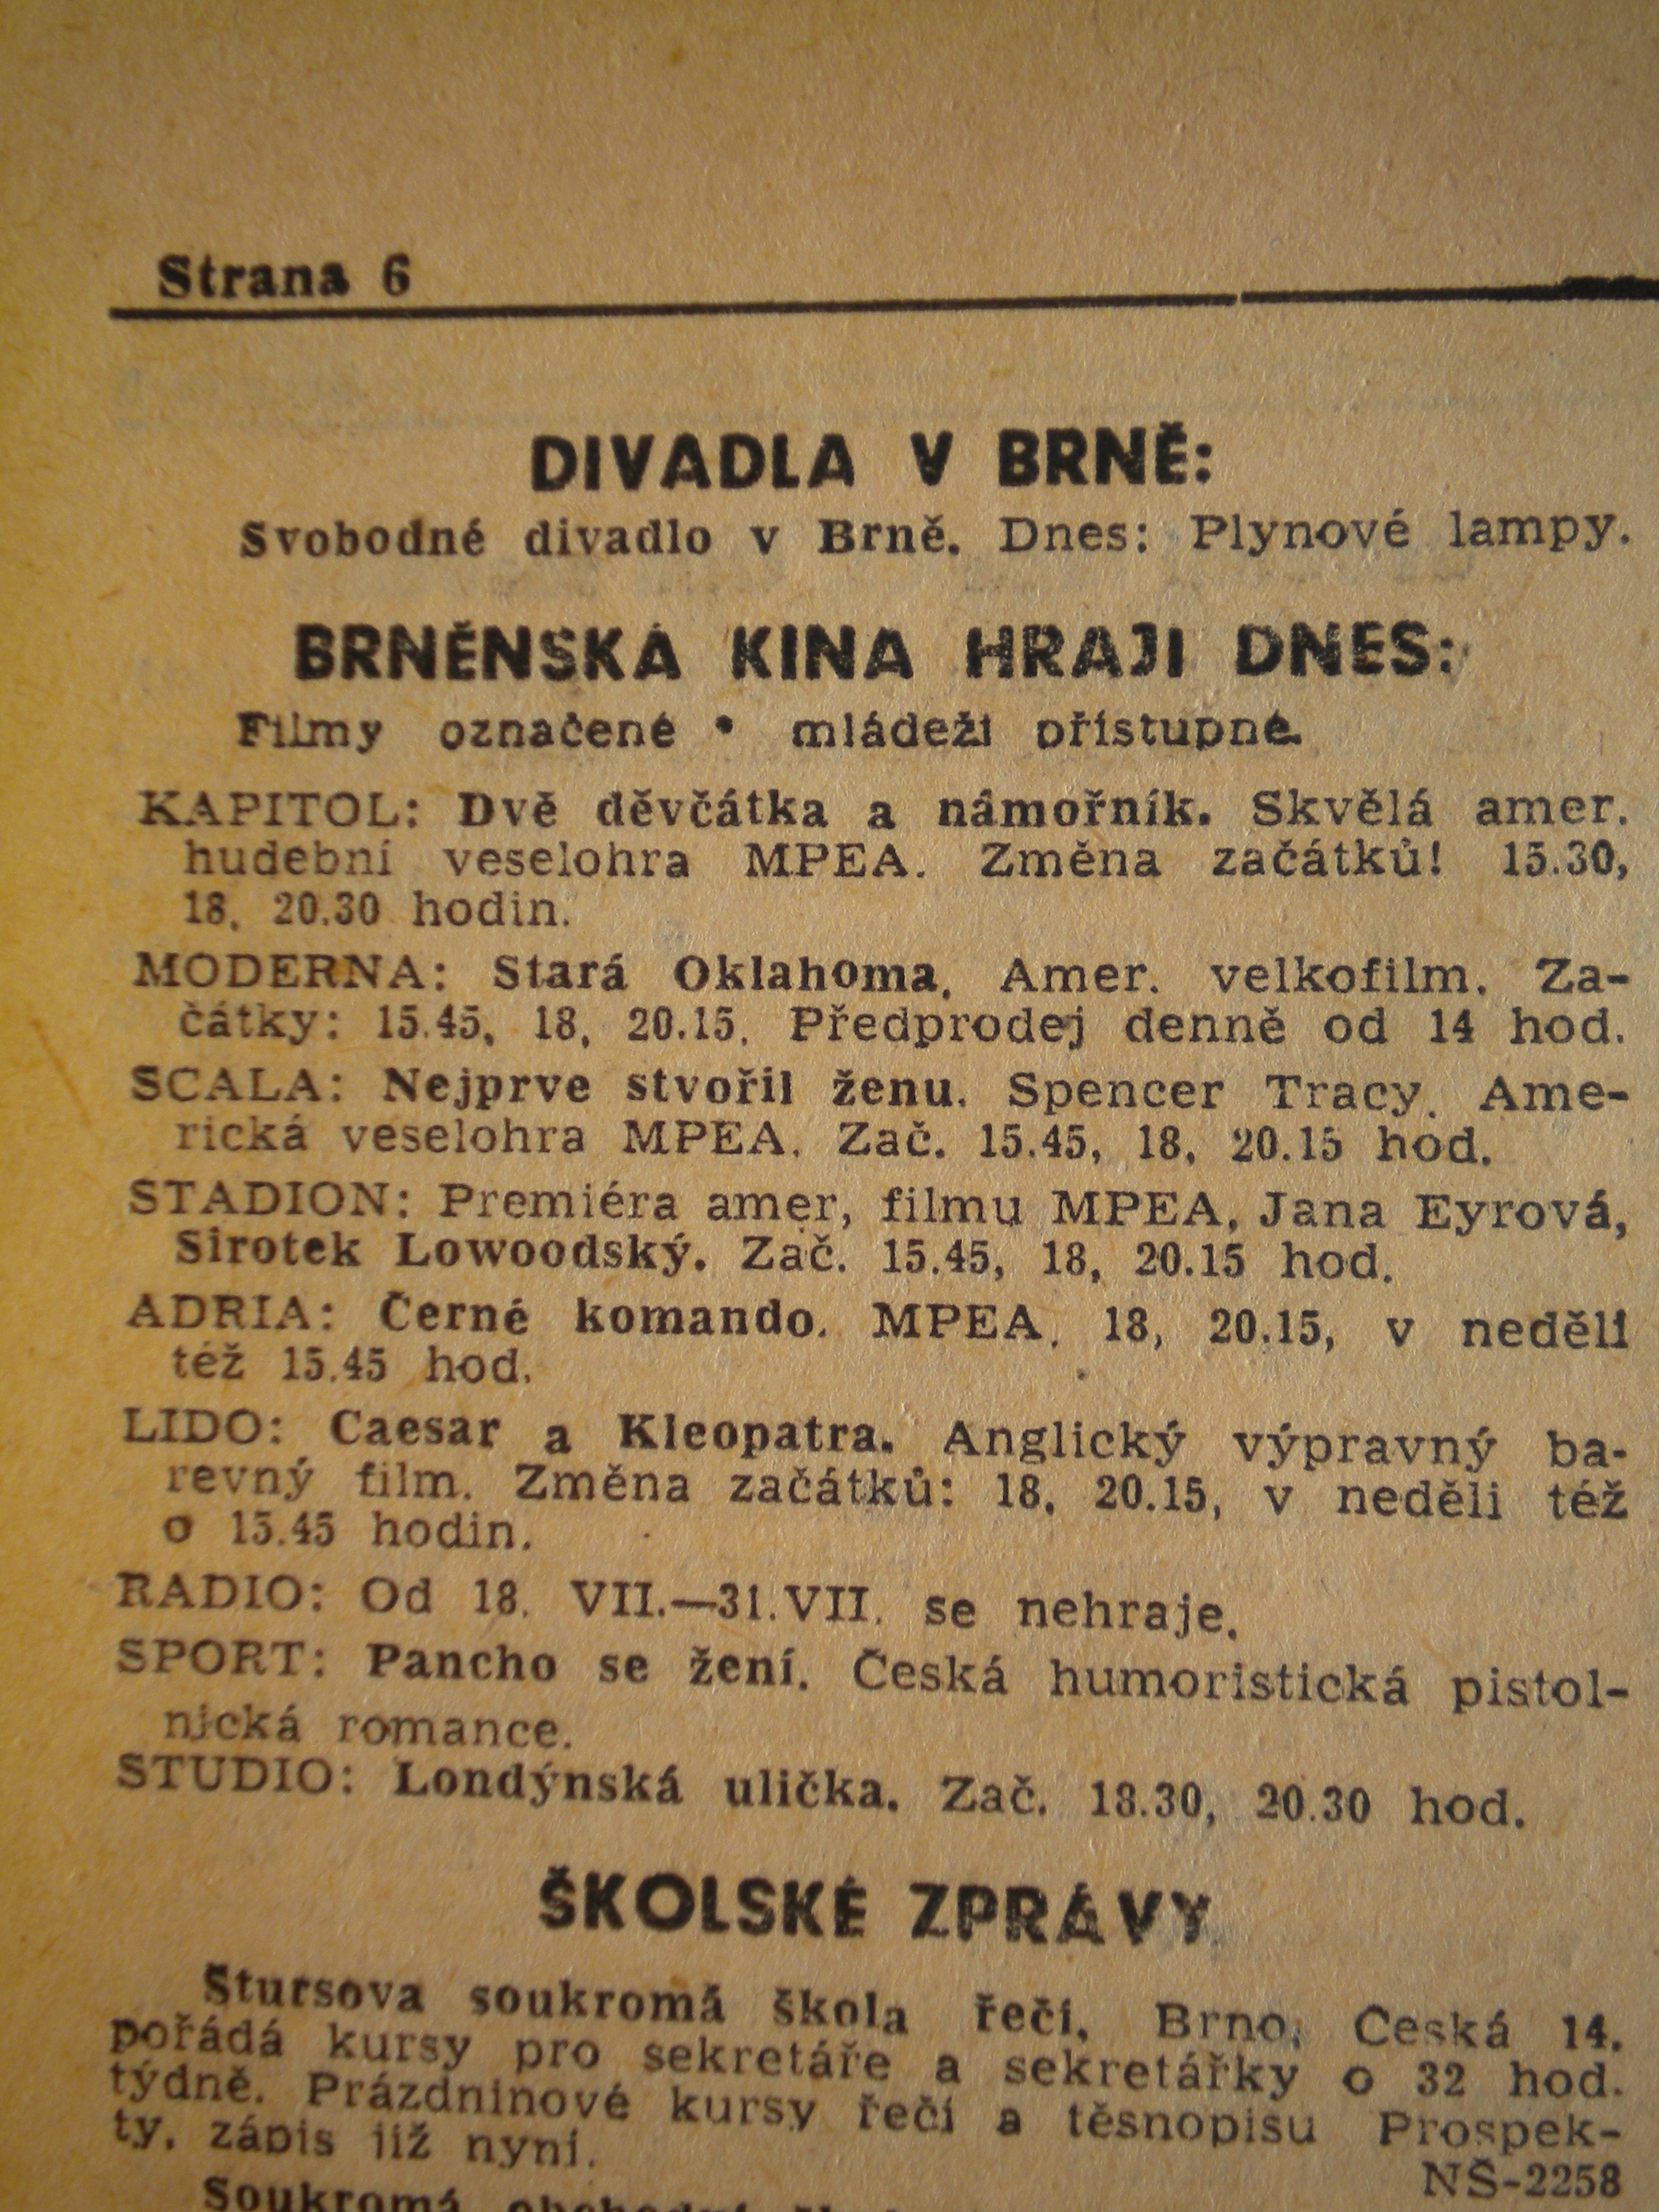 Strana 6
DIVADLA V BRNĚ:
Svobodné divadlo v Brně. Dnes: Plynové lampy.
BRNĚNSKÁ KINA HRAJI DNES:
Filmy označené • mládeži přístupné.
KAPITOL: Dvě děvčátka a námořník. Skvělá amer.
hudební veselohra MPEA. Změna začátků! 15.30,
18, 20.30 hodin.
MODERNA: Stará Oklahoma. Amer. velkofilm. Za-
čátky: 15.45, 18, 20.15. Předprodej denně od 14 hod.
SCALA: Nejprve stvořil ženu. Spencer Tracy. Ame-
rická veselohra MPEA. Zač. 15.45, 18, 20.15 hod.
STADION: Premiéra amer, filmu MPEA, Jana Eyrová,
Sirotek Lowoodský. Zač. 15.45, 18, 20.15 hod.
ADRIA: Černé komando. MPEA. 18, 20.15, v neděli
též 15.45 hod.
LIDO: Caesar a Kleopatra. Anglický výpravný ba-
revný film. Změna začátků: 18, 20.15, v neděli též
o 15.45 hodin.
RADIO: Od 18. VII.—31.VII. se nehraje.
SPORT: Pancho se žení. Česká humoristická pistol-
nická romance.
STUDIO: Londýnská ulička. Zač. 18.30, 20.30 hod.
ŠKOLSKÉ ZPRÁVY
Štursova soukromá škola řečí, Brno, Česká 14.
pořádá kursy pro sekretáře a sekretářky o 32 hod.
týdně. Prázdninové kursy řečí a těsnopisu Prospek-
ty, zápis již nyní.
NŠ-2258
Soukromá obchodní